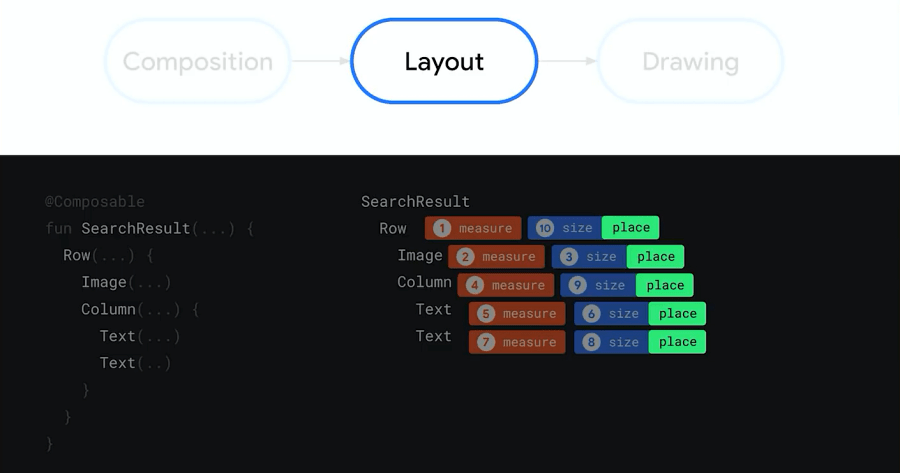 Composition Layout Drawing
@Composable
fun SearchResult(...) {
Row(...) {
Image(...)
Column(...) {
Text(...)
Text(..)
}
}
}
SearchResult
Row 1 measure 10 size place
Image 2 measure 3 size place
Column 4 measure 9 size place
Text 5 measure 6 size place
Text 7 measure 8 size place